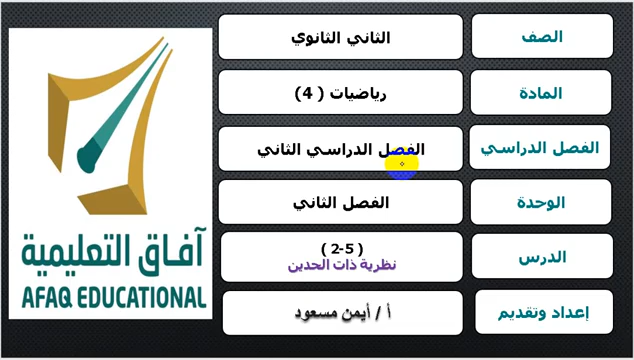 الصف
الثاني الثانوي
المادة
رياضيات ( 4)
الفصل الدراسي
الفصل الدراسي الثاني
الوحدة
الفصل الثاني
الدرس
( 2-5 )
نظرية ذات الحدين
إعداد وتقديم
أ / أيمن مسعود
آفاق التعليمية
AFAQ EDUCATIONAL